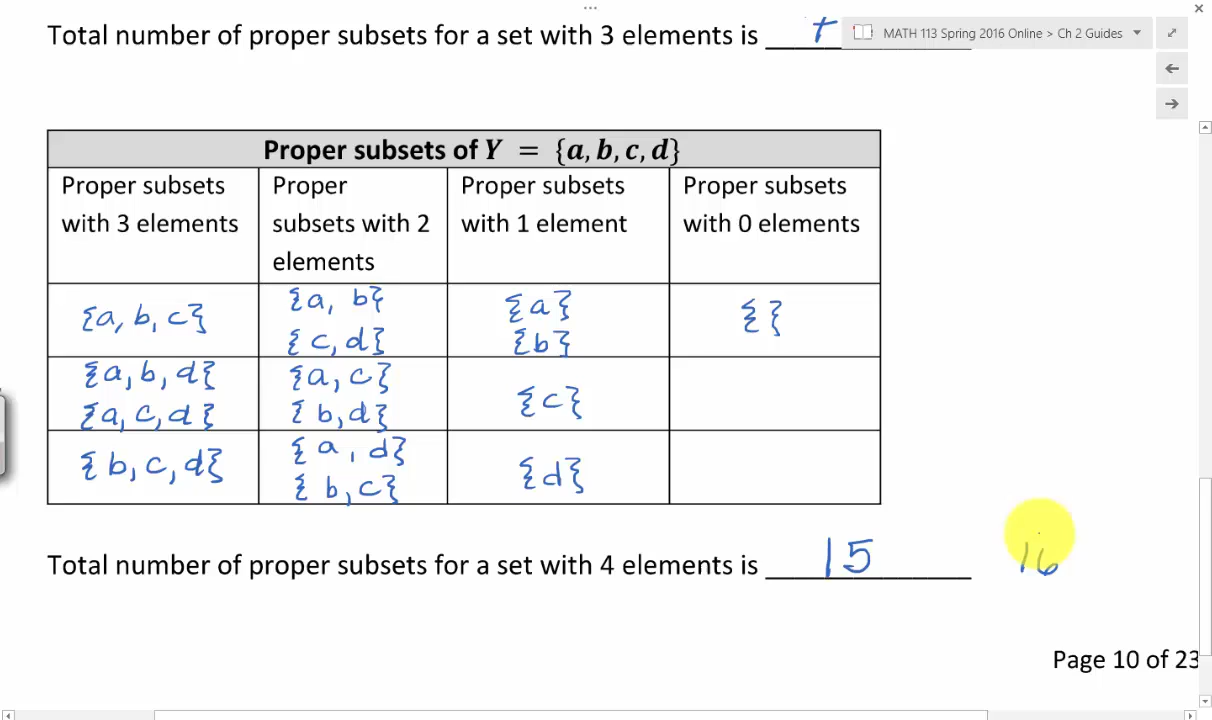 Total number of proper subsets for a set with 3 elements is
MATH 113 Spring 2016 Online > Ch 2 Guides
Proper subsets of Y = {a, b, c, d}
Proper subsets with 3 elements
Proper subsets with 2 elements
Proper subsets with 1 element
Proper subsets with 0 elements
{a, b, c}
{a, b}
{c, d}
{a}
{b}
{ }
{a, b, d}
{a, c, d}
{a, c}
{b, d}
{c}
{b, c, d}
{a, d}
{b, c}
{d}
Total number of proper subsets for a set with 4 elements is 15
16
Page 10 of 23